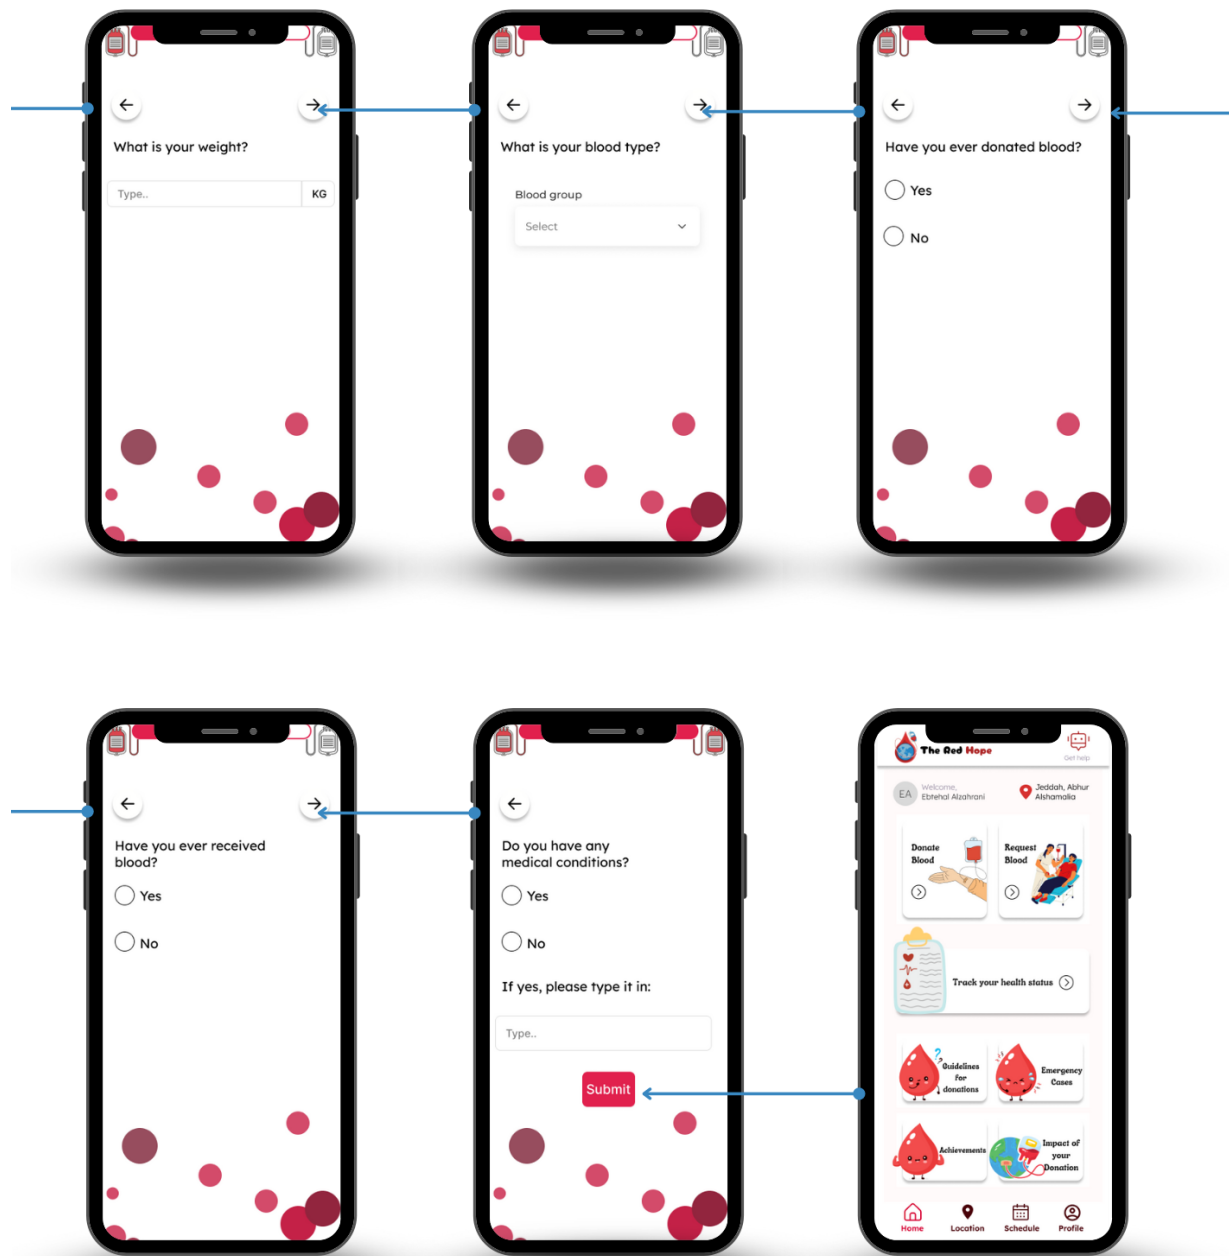 What is your weight?
Type..
KG
What is your blood type?
Blood group
Select
Have you ever donated blood?
Yes
No
Have you ever received
blood?
Yes
No
Do you have any
medical conditions?
Yes
No
If yes, please type it in:
Type..
Submit
The Red Hope
Get help
EA
Welcome,
Ebtehal Alzahrani
Jeddah, Abhur
Alshamalia
Donate
Blood
Request
Blood
Track your health status
Guidelines
for
donations
Emergency
Cases
Achievements
Impact of
your
Donation
Home
Location
Schedule
Profile